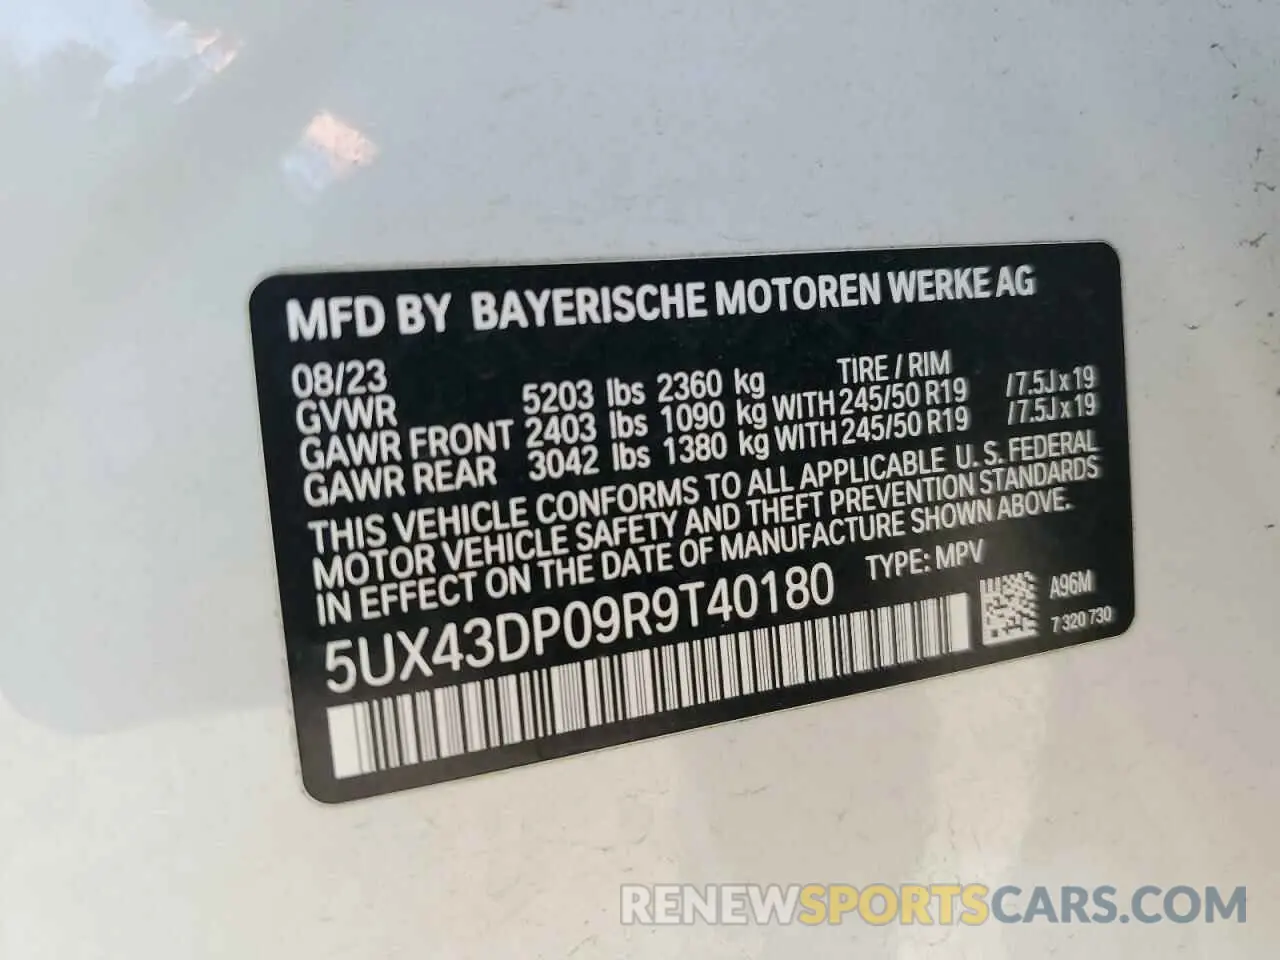 MFD BY BAYERISCHE MOTOREN WERKE AG
08/23 TIRE / RIM
GVWR 5203 lbs 2360 kg
GAWR FRONT 2403 lbs 1090 kg WITH 245/50 R19 /7.5J x 19
GAWR REAR 3042 lbs 1380 kg WITH 245/50 R19 /7.5J x 19
THIS VEHICLE CONFORMS TO ALL APPLICABLE U.S. FEDERAL
MOTOR VEHICLE SAFETY AND THEFT PREVENTION STANDARDS
IN EFFECT ON THE DATE OF MANUFACTURE SHOWN ABOVE.
5UX43DP09R9T40180 TYPE: MPV
A96M
7 320 730
RENEWSPORTSCARS.COM